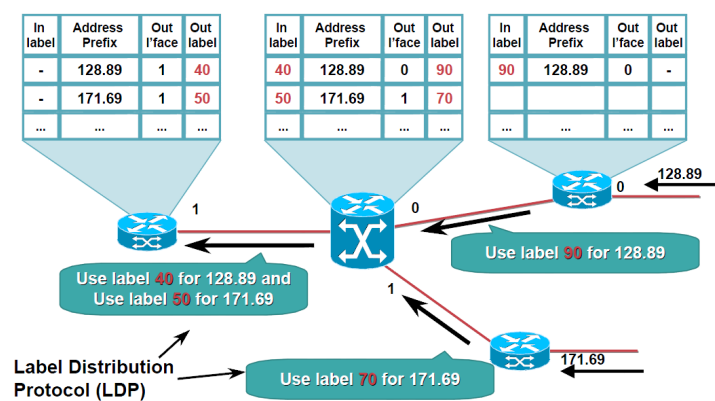 In label Address Prefix Out I'face Out label
- 128.89 1 40
- 171.69 1 50
... ... ... ...
In label Address Prefix Out I'face Out label
40 128.89 0 90
50 171.69 1 70
... ... ... ...
In label Address Prefix Out I'face Out label
90 128.89 0 -
... ... ... ...
128.89
0
0
1
Use label 90 for 128.89
Use label 40 for 128.89 and
Use label 50 for 171.69
1
171.69
Label Distribution
Protocol (LDP)
Use label 70 for 171.69